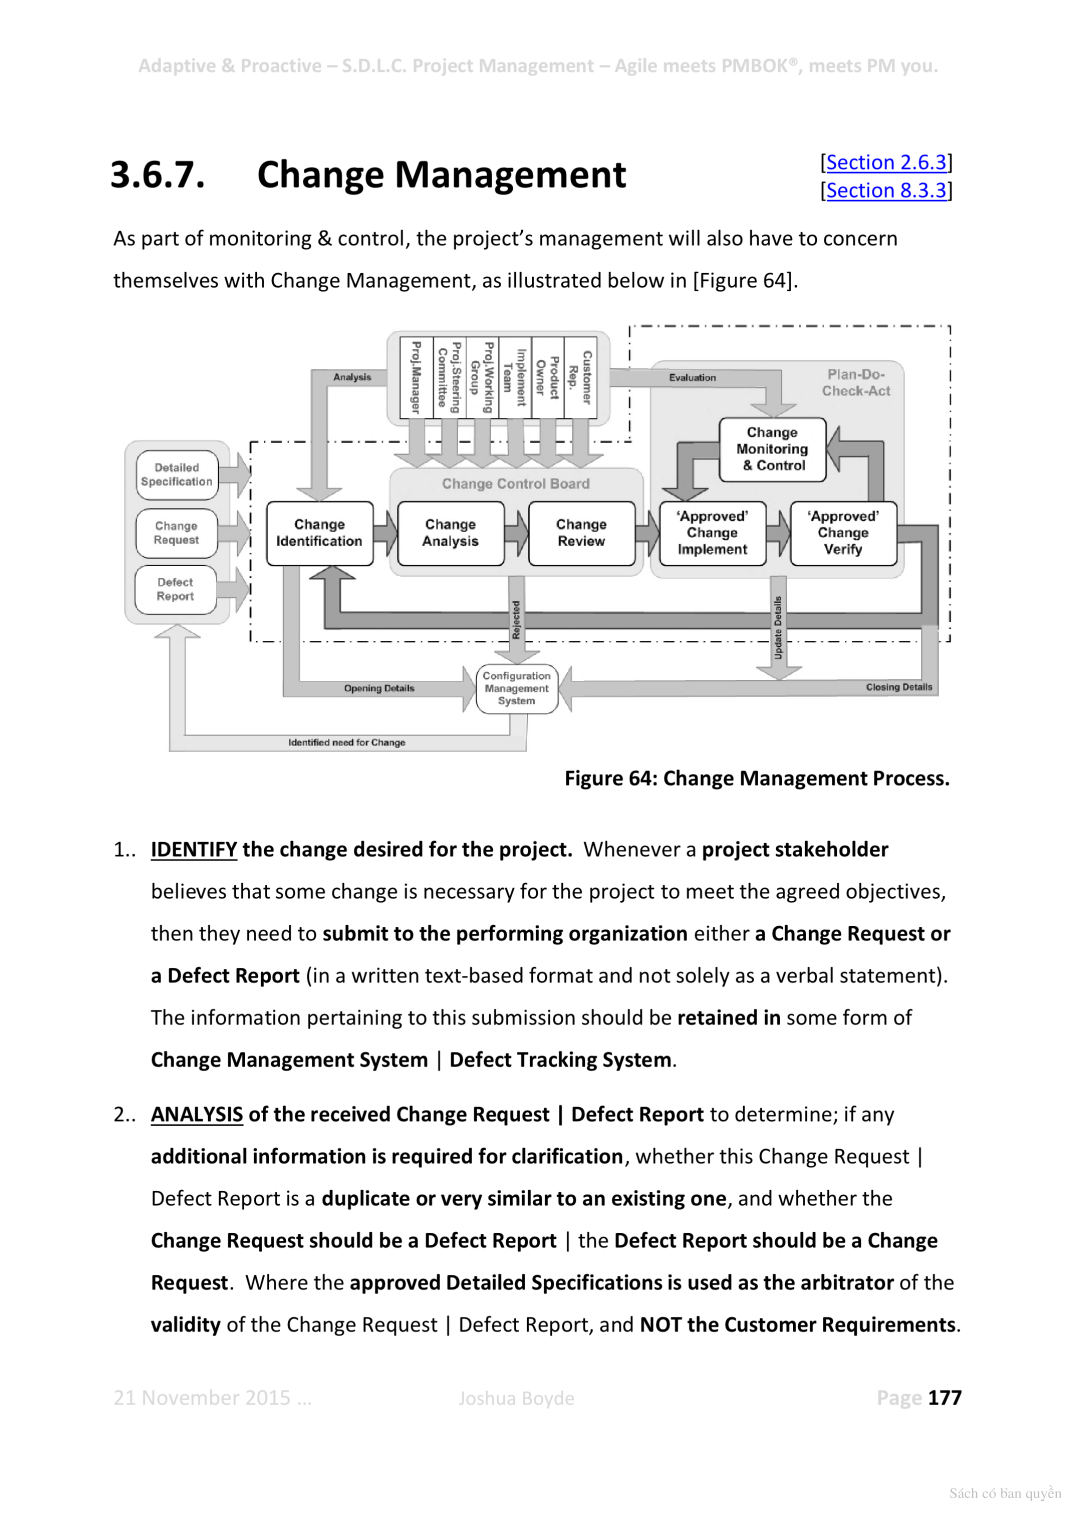 Adaptive & Proactive – S.D.L.C. Project Management – Agile meets PMBOK®, meets PM you.
3.6.7. Change Management
[Section 2.6.3]
[Section 8.3.3]
As part of monitoring & control, the project’s management will also have to concern
themselves with Change Management, as illustrated below in [Figure 64].
Proj.Manager
Proj.Steering
Committee
Proj.Working
Group
Implement
Team
Product
Owner
Customer
Rep.
Analysis
Evaluation
Plan-Do-
Check-Act
Change
Monitoring
& Control
Detailed
Specification
Change
Request
Defect
Report
Change Control Board
Change
Identification
Change
Analysis
Change
Review
‘Approved’
Change
Implement
‘Approved’
Change
Verify
Rejected
Update Details
Opening Details
Configuration
Management
System
Closing Details
Identified need for Change
Figure 64: Change Management Process.
1.. IDENTIFY the change desired for the project. Whenever a project stakeholder
believes that some change is necessary for the project to meet the agreed objectives,
then they need to submit to the performing organization either a Change Request or
a Defect Report (in a written text-based format and not solely as a verbal statement).
The information pertaining to this submission should be retained in some form of
Change Management System | Defect Tracking System.
2.. ANALYSIS of the received Change Request | Defect Report to determine; if any
additional information is required for clarification, whether this Change Request |
Defect Report is a duplicate or very similar to an existing one, and whether the
Change Request should be a Defect Report | the Defect Report should be a Change
Request. Where the approved Detailed Specifications is used as the arbitrator of the
validity of the Change Request | Defect Report, and NOT the Customer Requirements.
21 November 2015 … Joshua Boyde Page 177
Sách có bản quyền